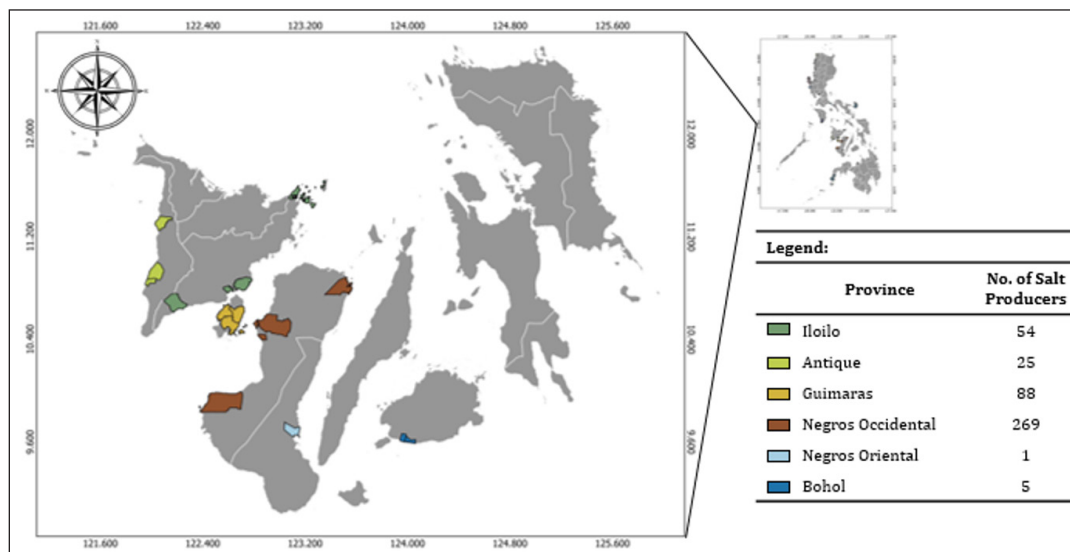 121.600 122.400 123.200 124.000 124.800 125.600
N
12.000 12.000
11.200 11.200
10.400 10.400
9.600 9.600
121.600 122.400 123.200 124.000 124.800 125.600
Legend:
Province No. of Salt Producers
Iloilo 54
Antique 25
Guimaras 88
Negros Occidental 269
Negros Oriental 1
Bohol 5